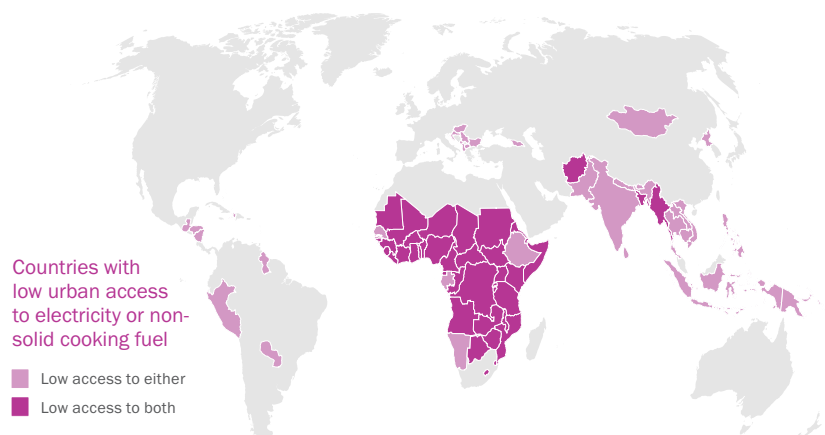 Countries with
low urban access
to electricity or non-
solid cooking fuel
Low access to either
Low access to both